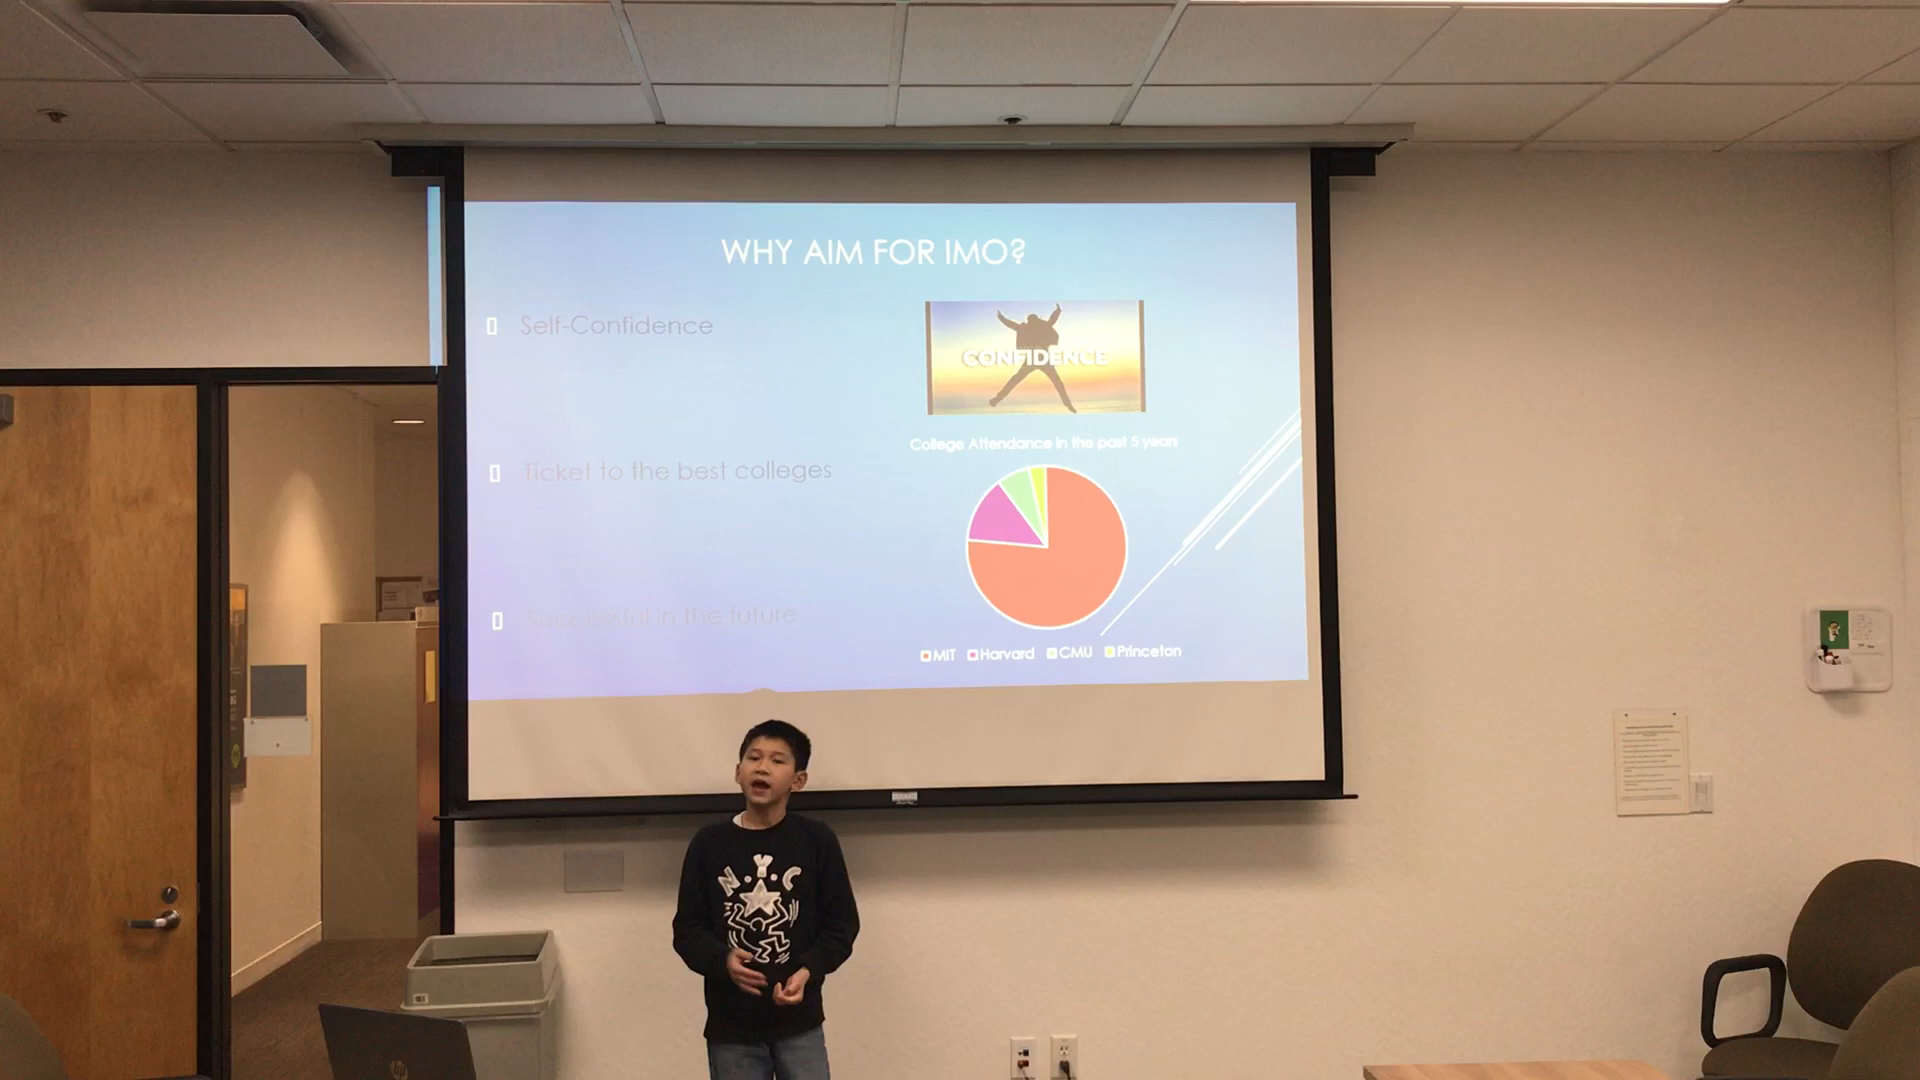 WHY AIM FOR IMO?
Self-Confidence
CONFIDENCE
College Attendance in the past 5 years
Ticket to the best colleges
Successful in the future
MIT Harvard CMU Princeton
N.Y.C
hp